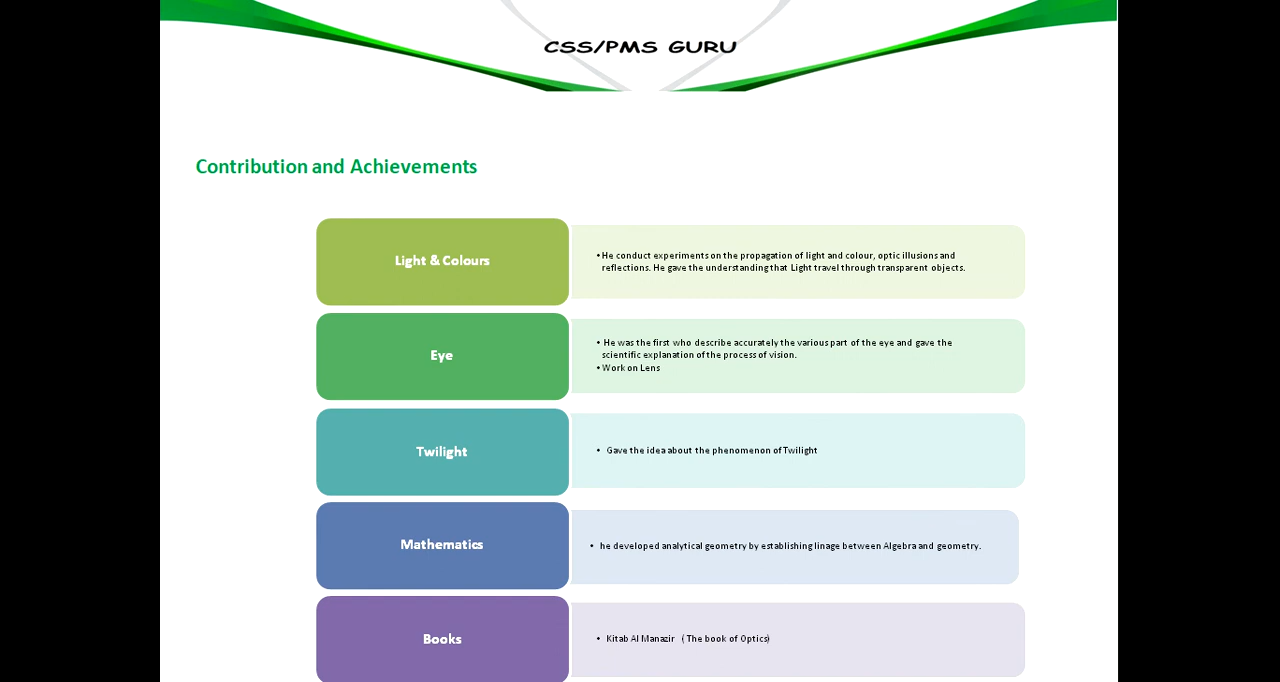 CSS/PMS GURU
Contribution and Achievements
Light & Colours
• He conduct experiments on the propagation of light and colour, optic illusions and
reflections. He gave the understanding that Light travel through transparent objects.
Eye
• He was the first who describe accurately the various part of the eye and gave the
scientific explanation of the process of vision.
• Work on Lens
Twilight
• Gave the idea about the phenomenon of Twilight
Mathematics
• he developed analytical geometry by establishing linage between Algebra and geometry.
Books
• Kitab Al Manazir ( The book of Optics)